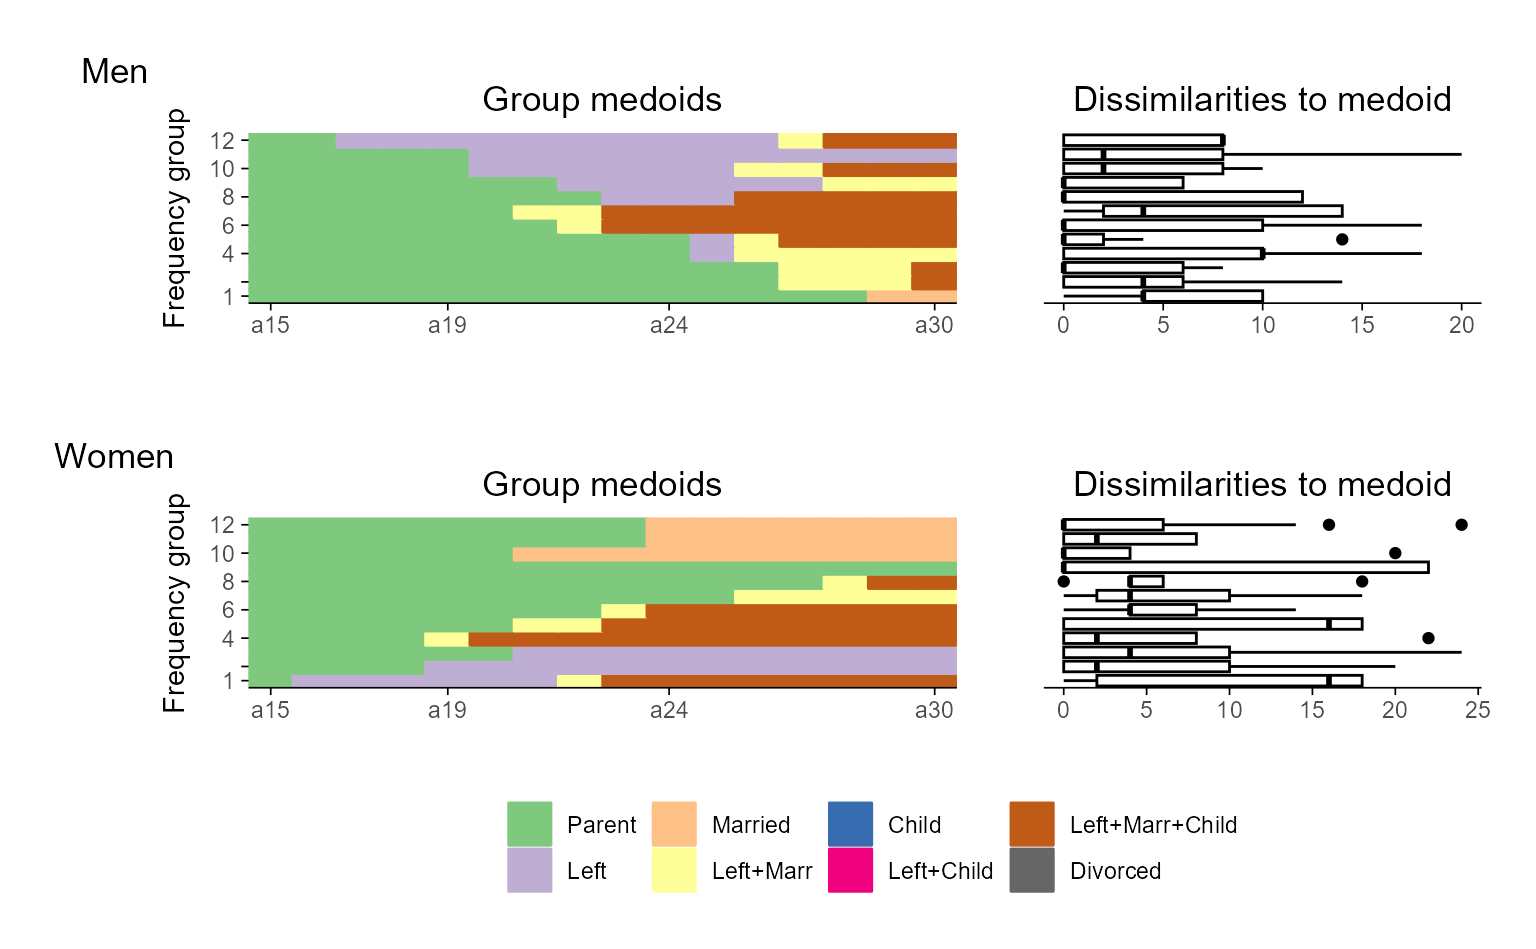 Men
Group medoids
Dissimilarities to medoid
Frequency group
12
10
8
6
4
1
a15 a19 a24 a30
0 5 10 15 20
Women
Group medoids
Dissimilarities to medoid
Frequency group
12
10
8
6
4
1
a15 a19 a24 a30
0 5 10 15 20 25
Parent Married Child Left+Marr+Child
Left Left+Marr Left+Child Divorced